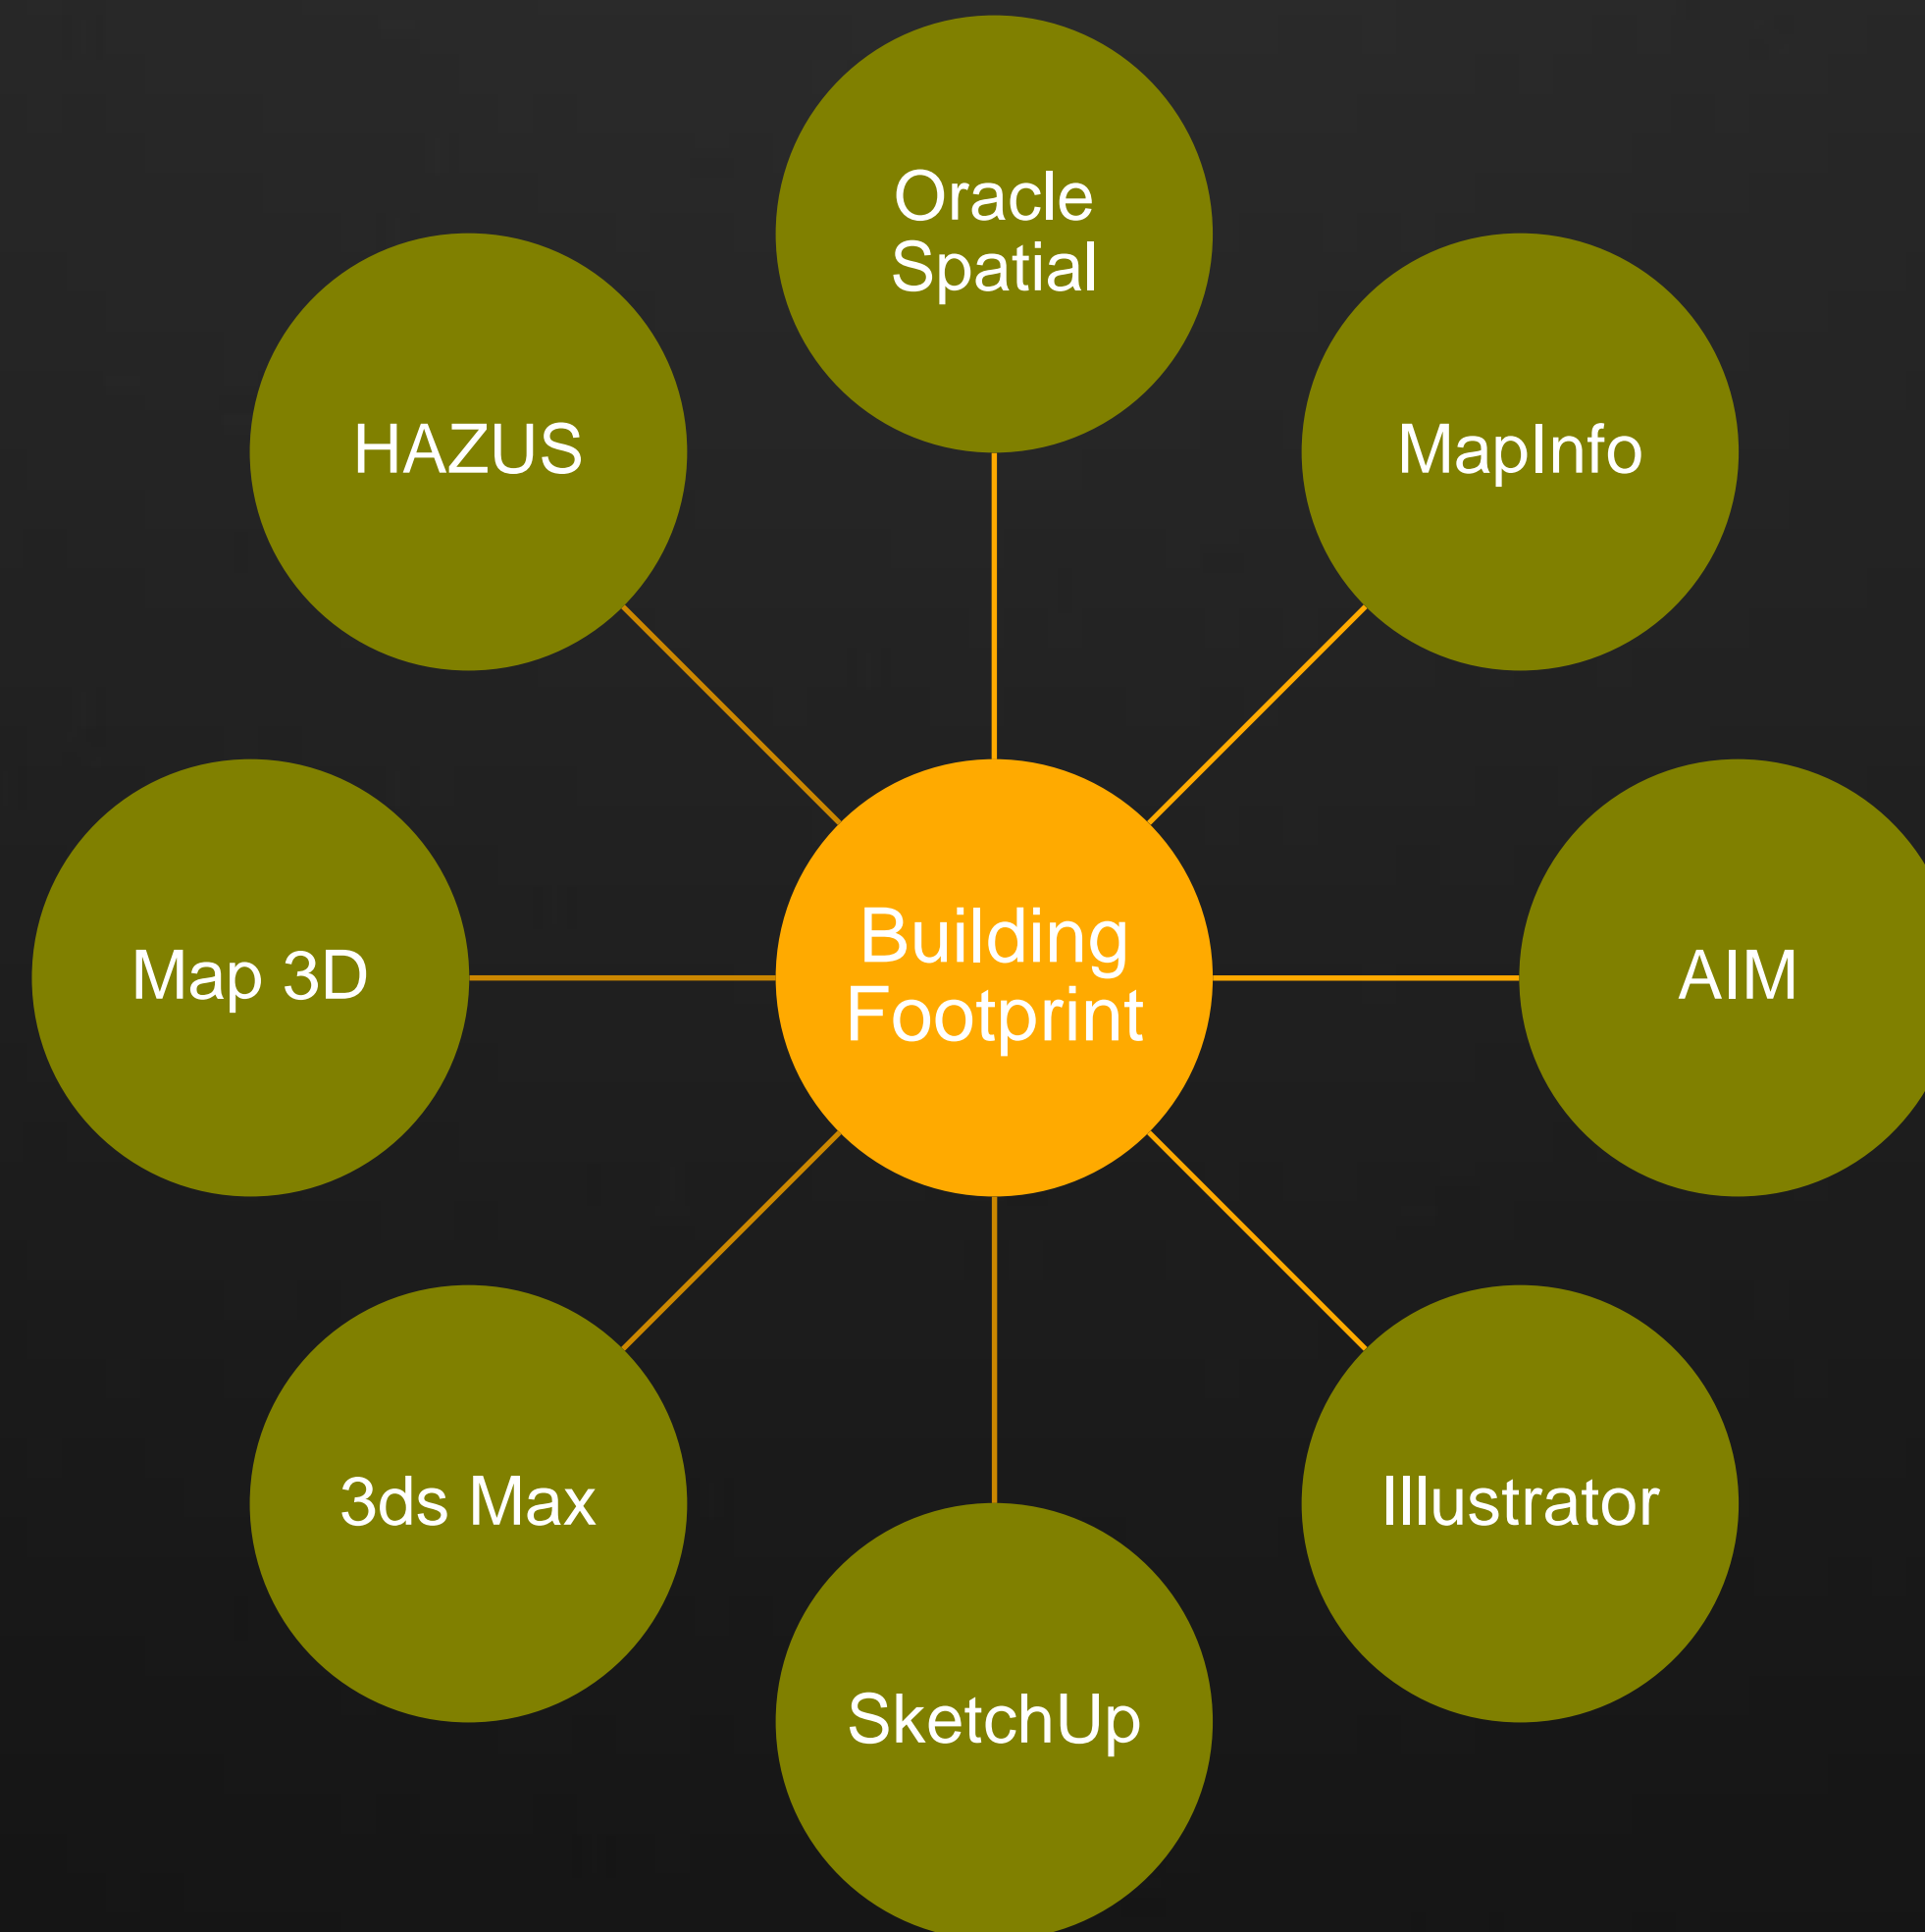 Oracle
Spatial
HAZUS
MapInfo
Map 3D
Building
Footprint
AIM
3ds Max
Illustrator
SketchUp